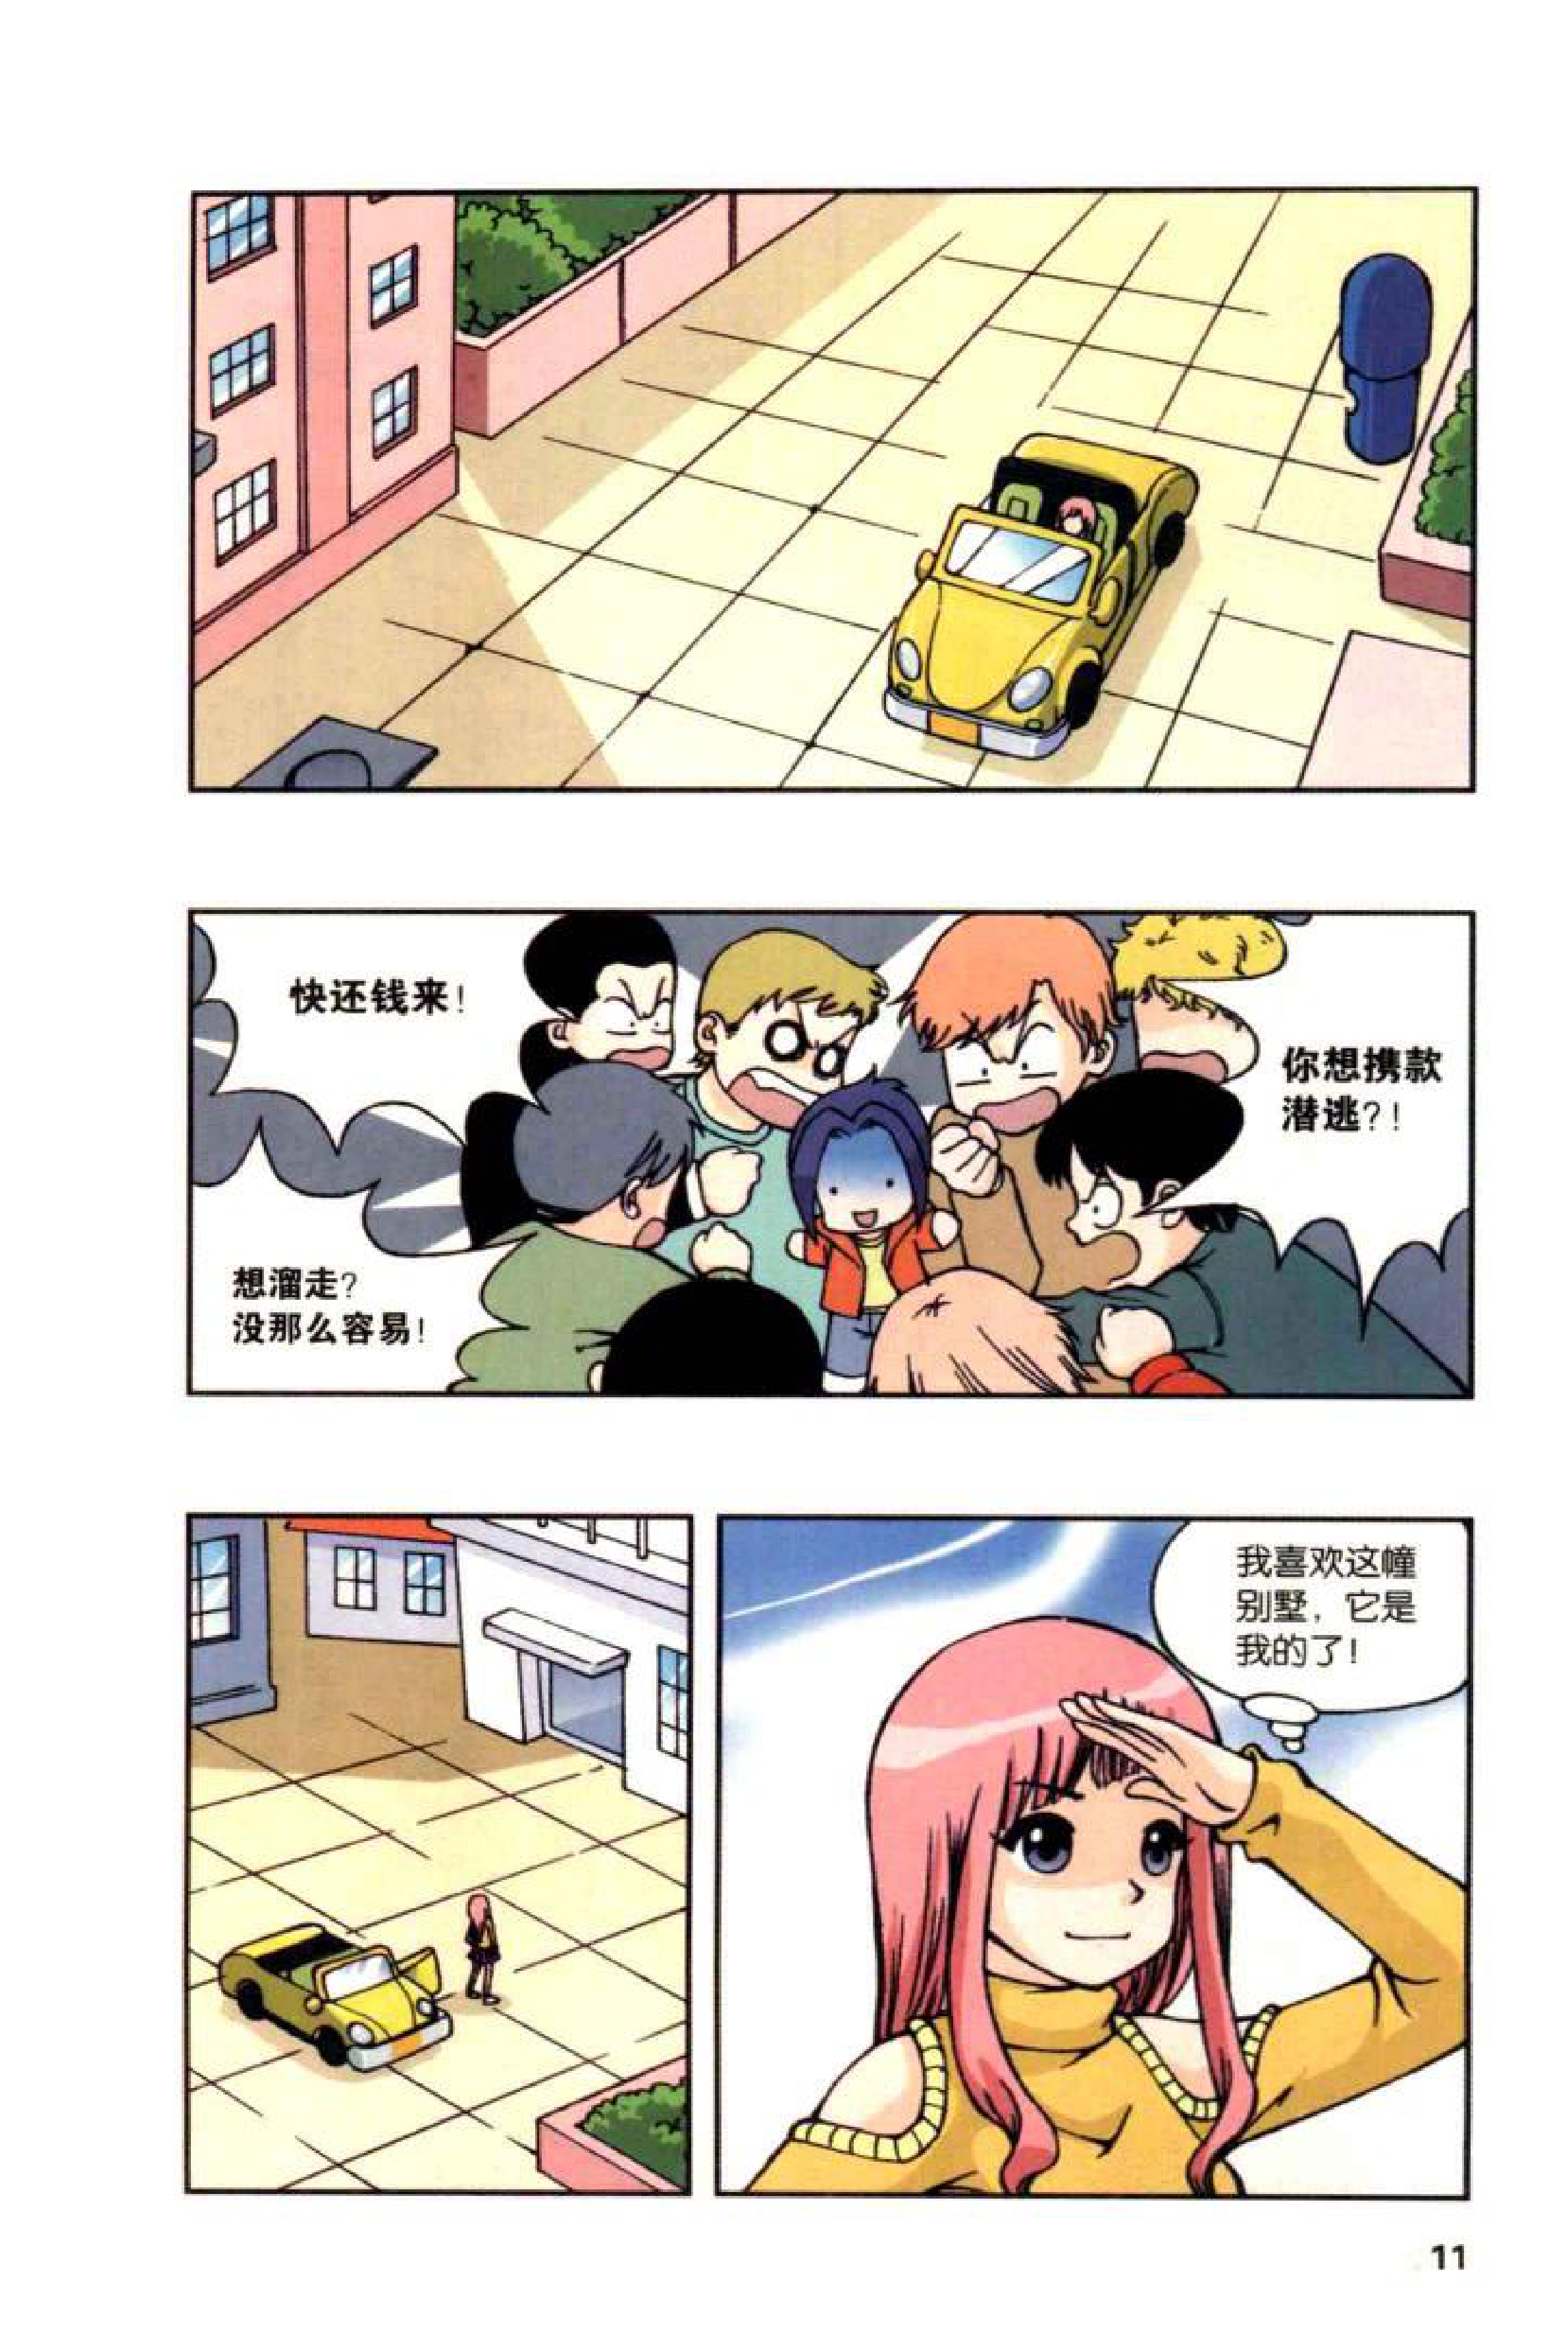 快还钱来！
你想携款
潜逃？！
想溜走？
没那么容易！
我喜欢这幢
别墅，它是
我的了！
11